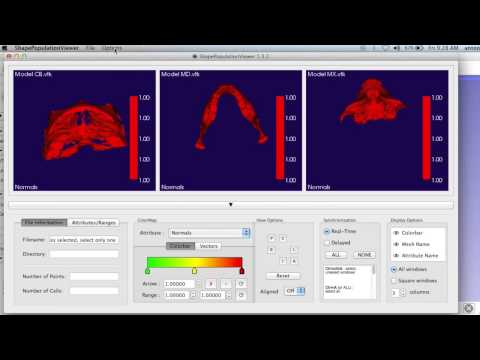 ShapePopulationViewer File Options
Fri 9:28 AM
ShapePopulationViewer 1.3.2
Model CB.vtk
1.00
1.00
1.00
1.00
1.00
Normals
Model MD.vtk
1.00
1.00
1.00
1.00
1.00
Normals
Model MX.vtk
1.00
1.00
1.00
1.00
1.00
Normals
File Information
Attributes/Ranges
Filename:
selected, select only one
Directory:
Number of Points:
Number of Cells:
ColorMap
Attribute :
Normals
Colorbar
Vectors
Arrow :
1.00000
Range :
1.00000
1.00000
View Options
P
S
R
L
I
A
Reset
Aligned :
Off
Synchronization
Real-Time
Delayed
ALL
NONE
Display Options
Colorbar
Mesh Name
Attribute Name
All windows
Square windows
3
columns